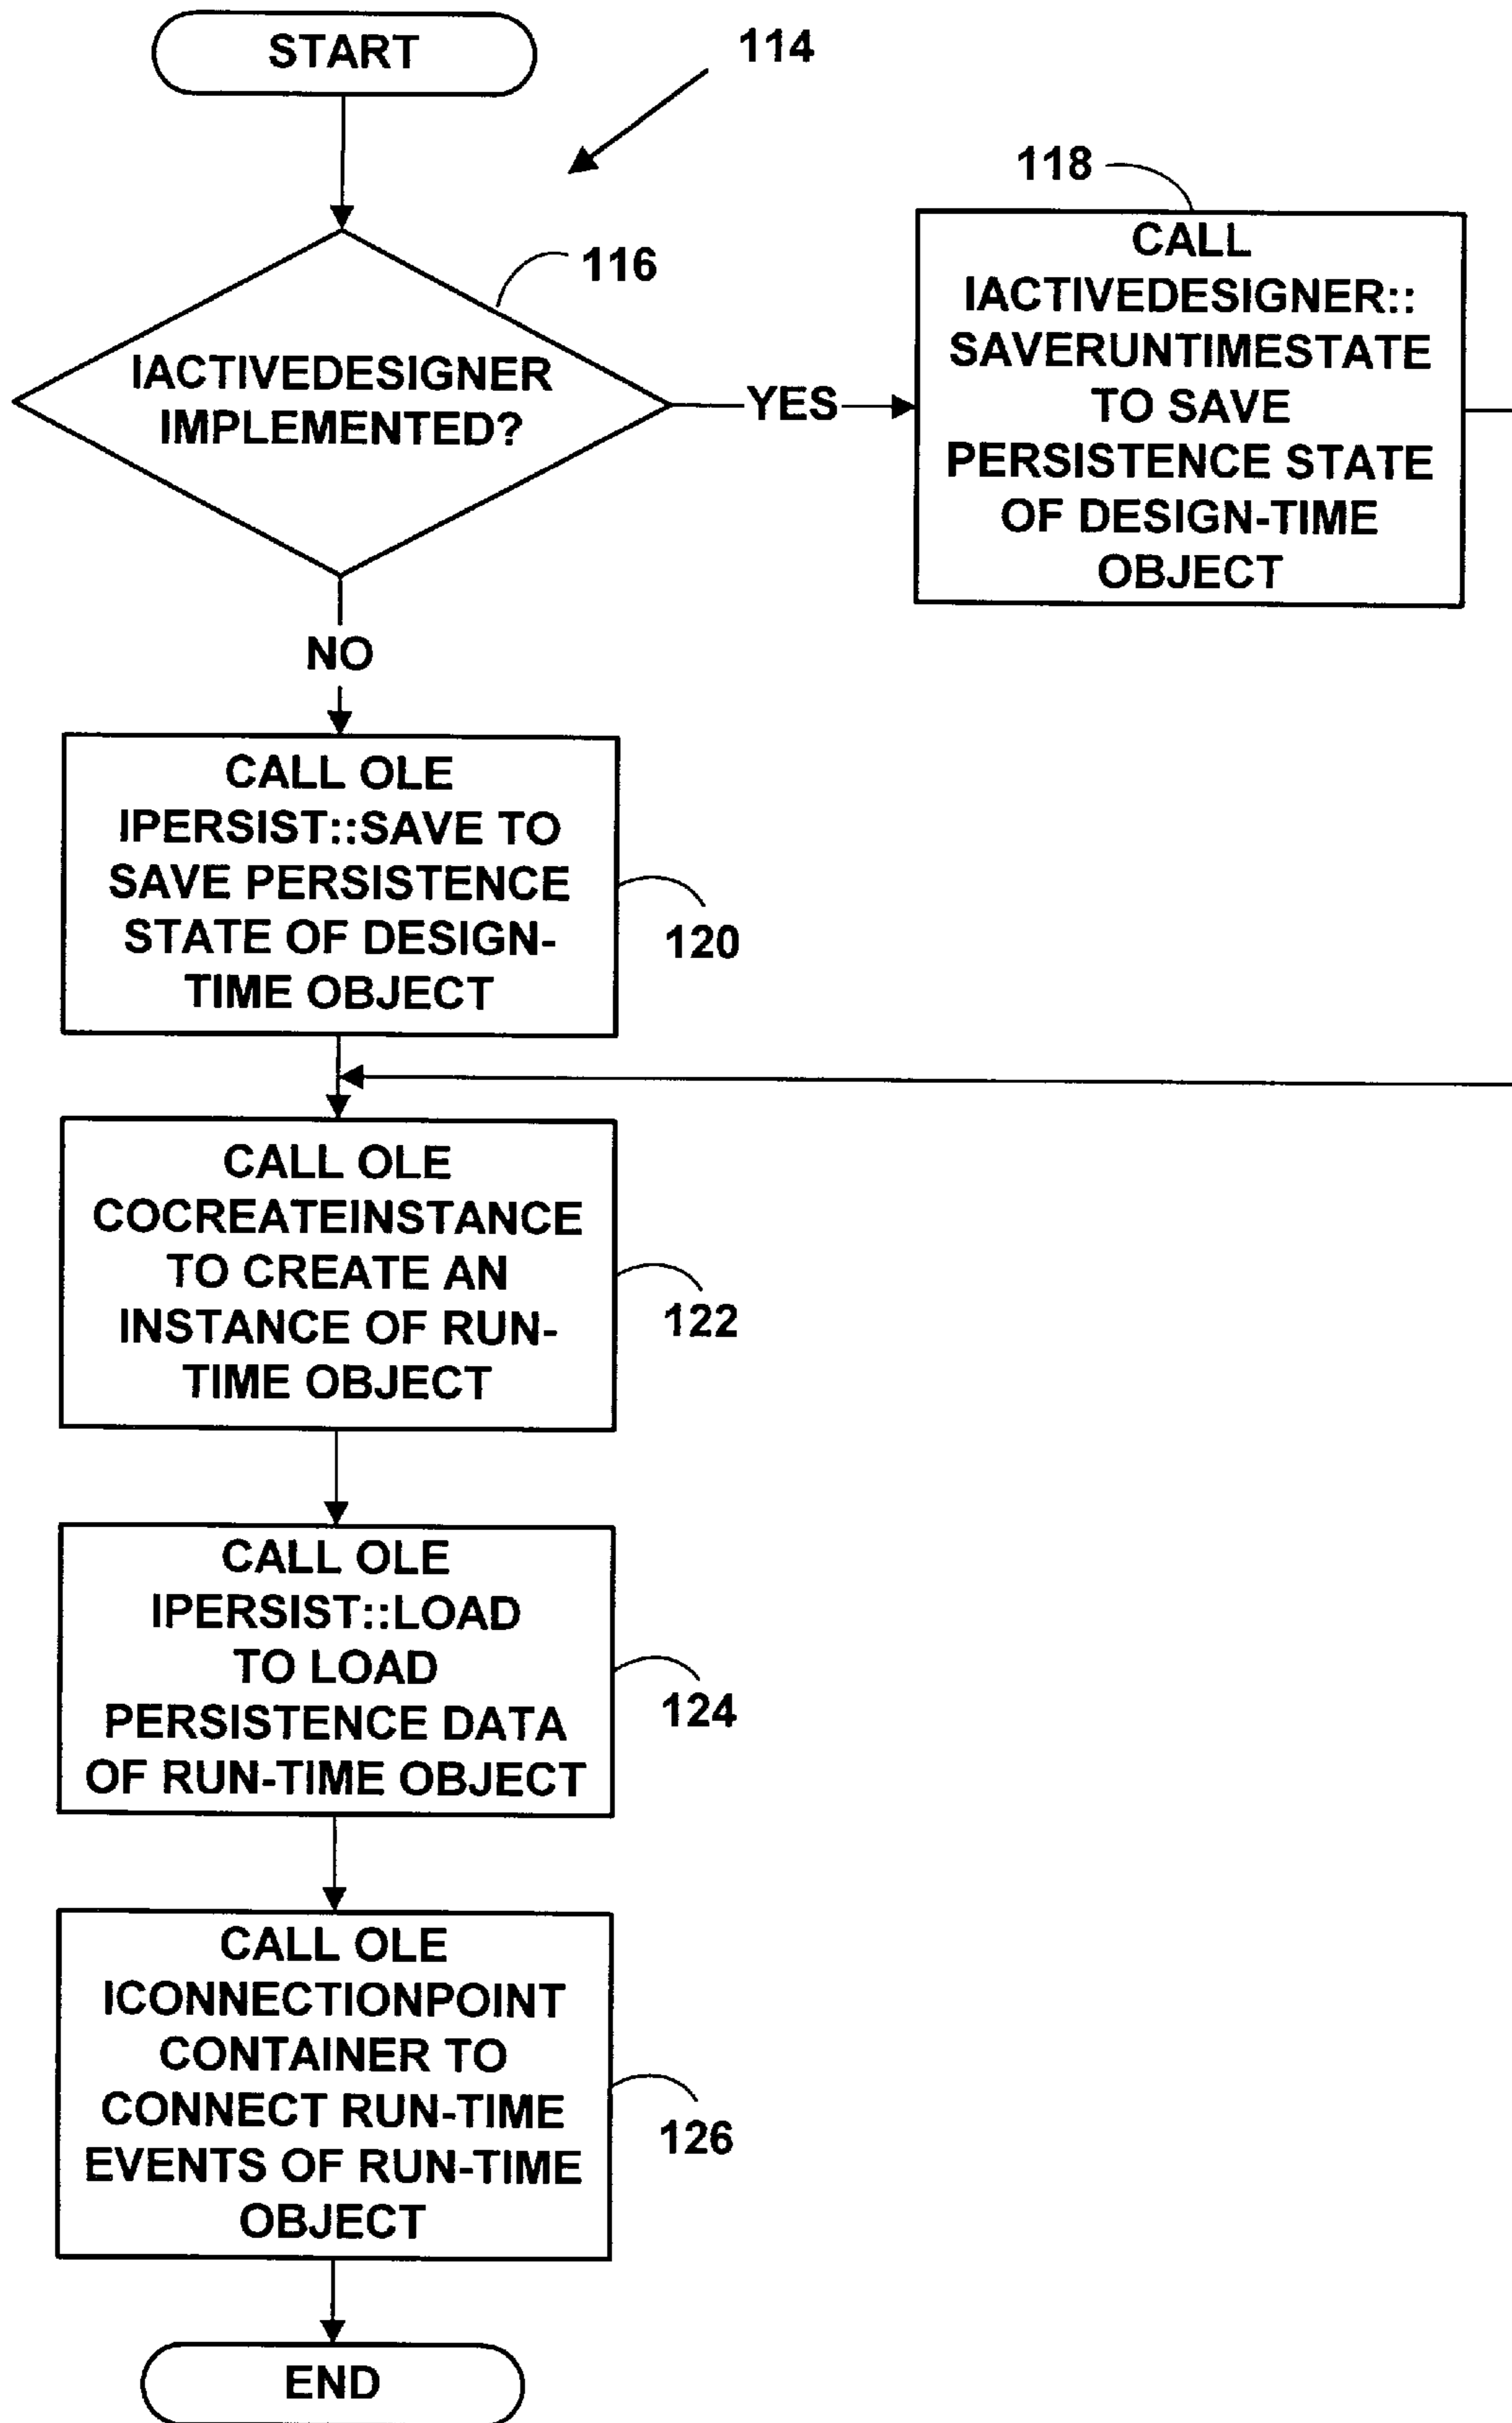 START
114
116
IACTIVEDESIGNER
IMPLEMENTED?
YES
118
CALL
IACTIVEDESIGNER::
SAVERUNTIMESTATE
TO SAVE
PERSISTENCE STATE
OF DESIGN-TIME
OBJECT
NO
CALL OLE
IPERSIST::SAVE TO
SAVE PERSISTENCE
STATE OF DESIGN-
TIME OBJECT
120
CALL OLE
COCREATEINSTANCE
TO CREATE AN
INSTANCE OF RUN-
TIME OBJECT
122
CALL OLE
IPERSIST::LOAD
TO LOAD
PERSISTENCE DATA
OF RUN-TIME OBJECT
124
CALL OLE
ICONNECTIONPOINT
CONTAINER TO
CONNECT RUN-TIME
EVENTS OF RUN-TIME
OBJECT
126
END